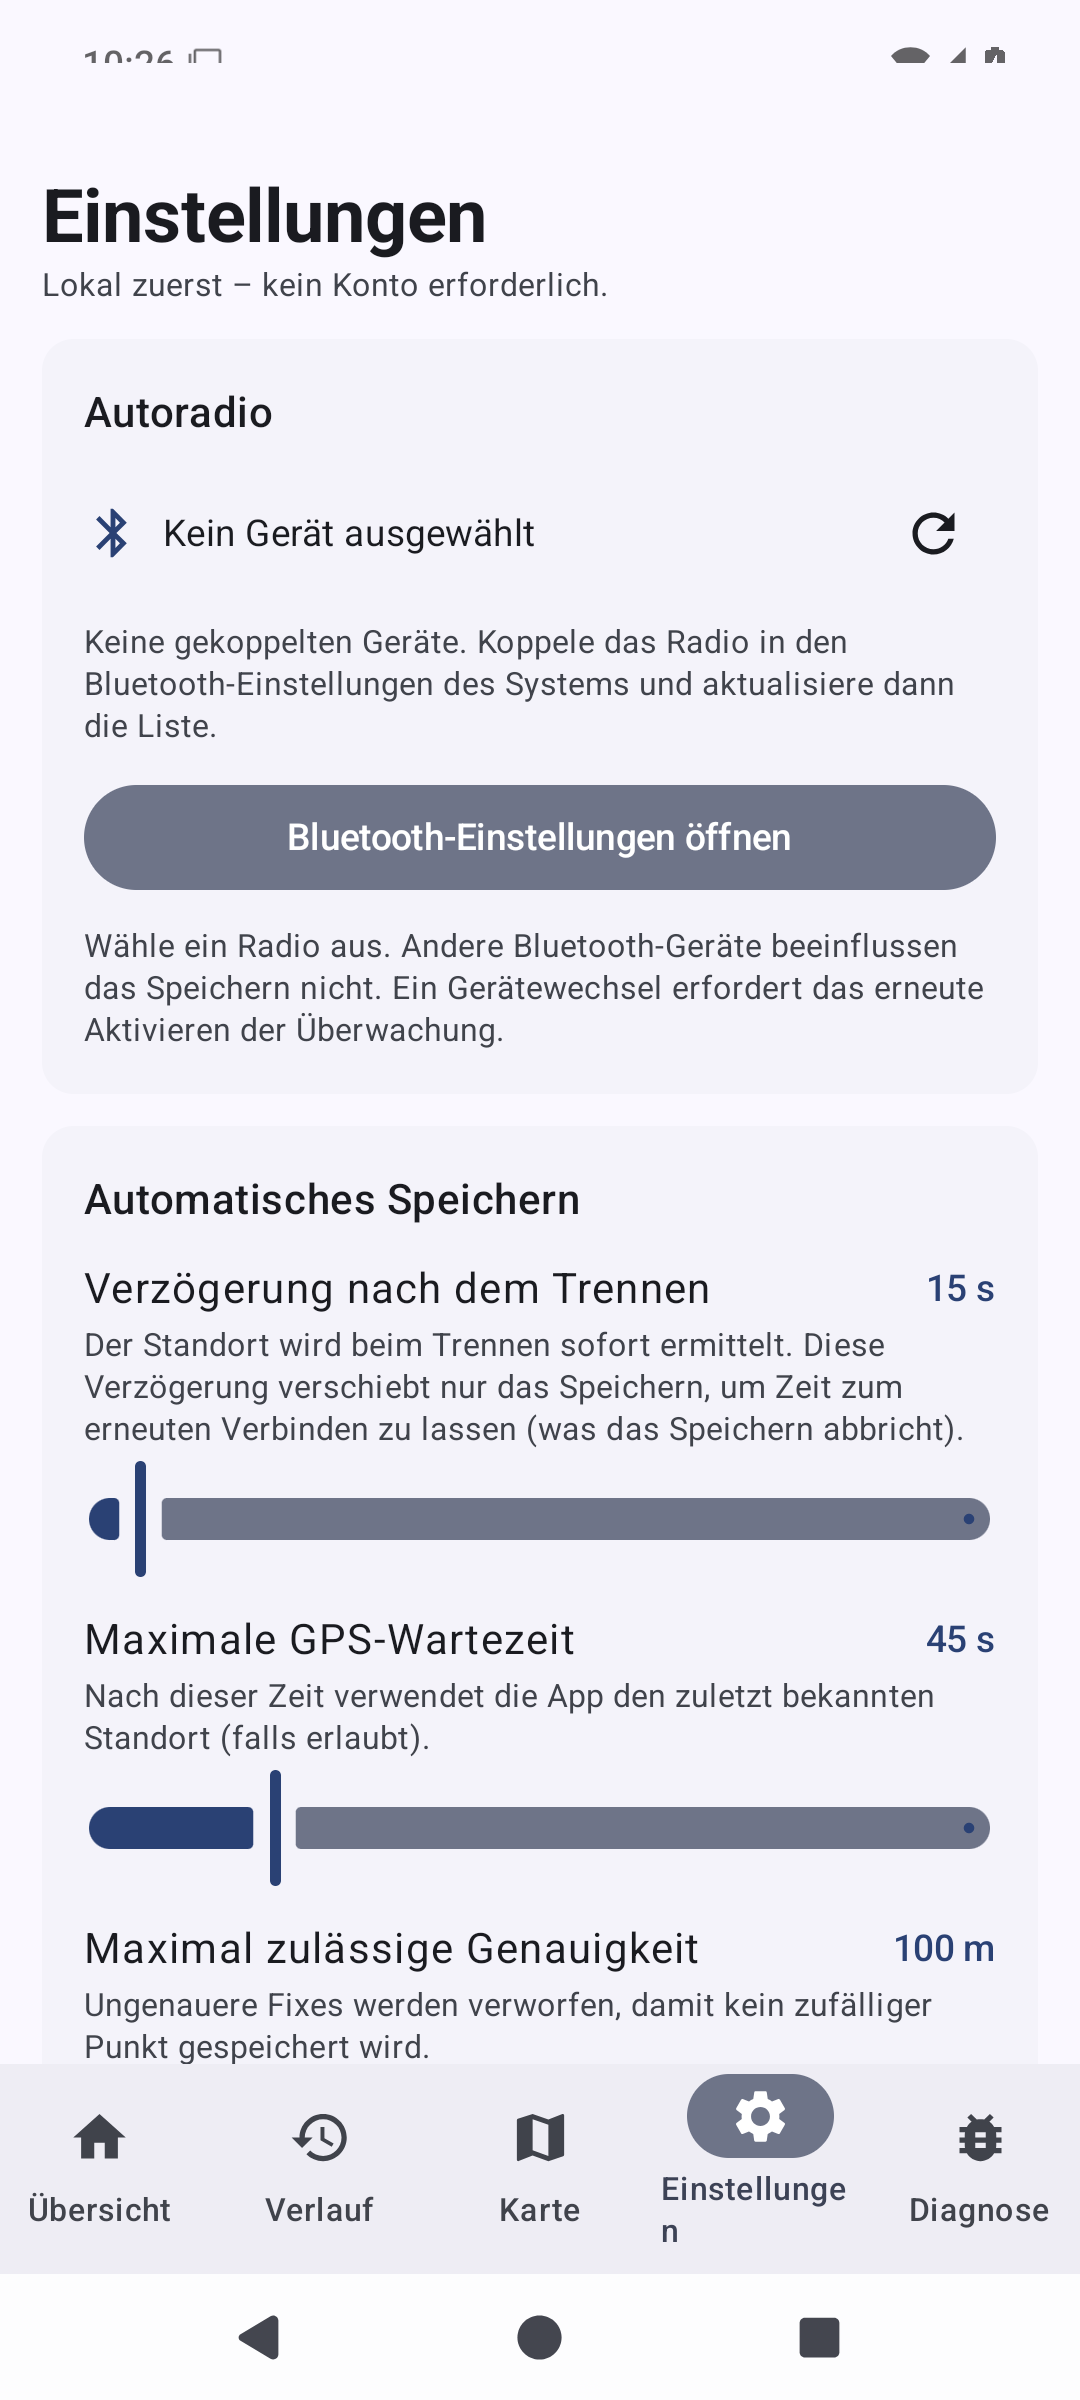 10:26
Einstellungen
Lokal zuerst – kein Konto erforderlich.
Autoradio
Kein Gerät ausgewählt
Keine gekoppelten Geräte. Koppele das Radio in den
Bluetooth-Einstellungen des Systems und aktualisiere dann
die Liste.
Bluetooth-Einstellungen öffnen
Wähle ein Radio aus. Andere Bluetooth-Geräte beeinflussen
das Speichern nicht. Ein Gerätewechsel erfordert das erneute
Aktivieren der Überwachung.
Automatisches Speichern
Verzögerung nach dem Trennen 15 s
Der Standort wird beim Trennen sofort ermittelt. Diese
Verzögerung verschiebt nur das Speichern, um Zeit zum
erneuten Verbinden zu lassen (was das Speichern abbricht).
Maximale GPS-Wartezeit 45 s
Nach dieser Zeit verwendet die App den zuletzt bekannten
Standort (falls erlaubt).
Maximal zulässige Genauigkeit 100 m
Ungenauere Fixes werden verworfen, damit kein zufälliger
Punkt gespeichert wird.
Übersicht
Verlauf
Karte
Einstellunge
n
Diagnose